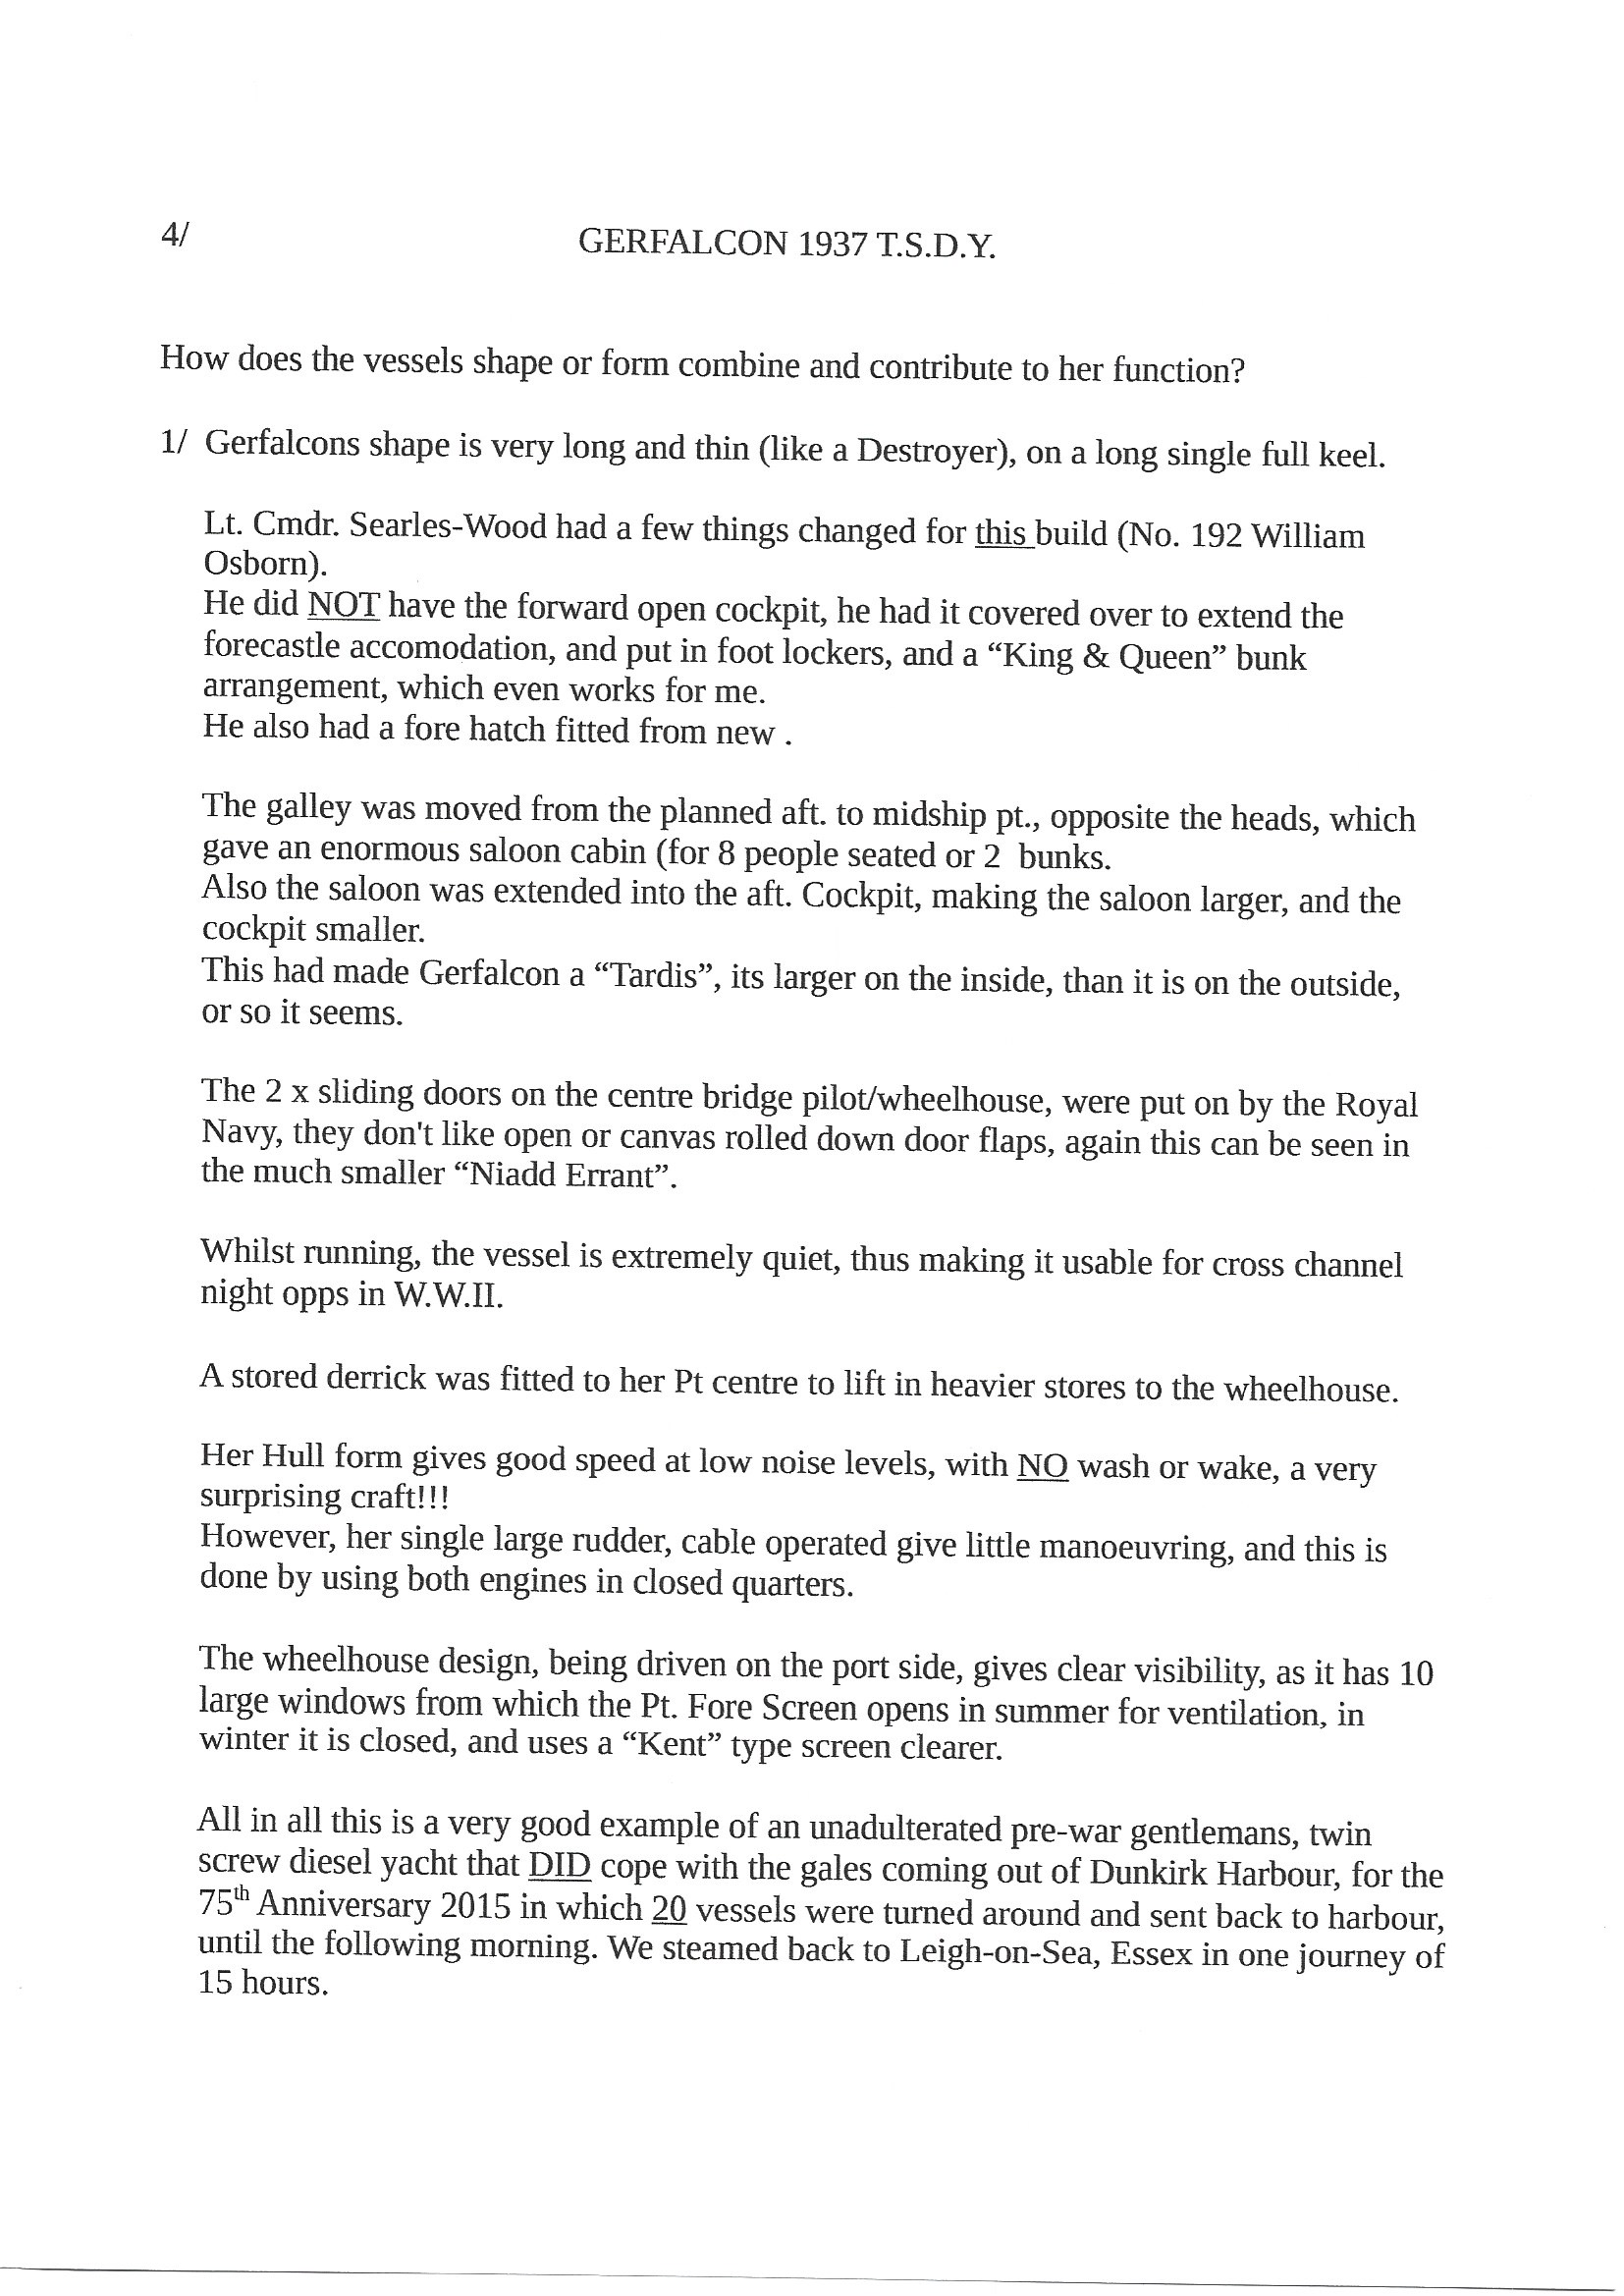 4/
GERFALCON 1937 T.S.D.Y.
How does the vessels shape or form combine and contribute to her function?
1/ Gerfalcons shape is very long and thin (like a Destroyer), on a long single full keel.
Lt. Cmdr. Searles-Wood had a few things changed for this build (No. 192 William
Osborn).
He did NOT have the forward open cockpit, he had it covered over to extend the
forecastle accomodation, and put in foot lockers, and a “King & Queen” bunk
arrangement, which even works for me.
He also had a fore hatch fitted from new .
The galley was moved from the planned aft. to midship pt., opposite the heads, which
gave an enormous saloon cabin (for 8 people seated or 2  bunks.
Also the saloon was extended into the aft. Cockpit, making the saloon larger, and the
cockpit smaller.
This had made Gerfalcon a “Tardis”, its larger on the inside, than it is on the outside,
or so it seems.
The 2 x sliding doors on the centre bridge pilot/wheelhouse, were put on by the Royal
Navy, they don't like open or canvas rolled down door flaps, again this can be seen in
the much smaller “Niadd Errant”.
Whilst running, the vessel is extremely quiet, thus making it usable for cross channel
night opps in W.W.II.
A stored derrick was fitted to her Pt centre to lift in heavier stores to the wheelhouse.
Her Hull form gives good speed at low noise levels, with NO wash or wake, a very
surprising craft!!!
However, her single large rudder, cable operated give little manoeuvring, and this is
done by using both engines in closed quarters.
The wheelhouse design, being driven on the port side, gives clear visibility, as it has 10
large windows from which the Pt. Fore Screen opens in summer for ventilation, in
winter it is closed, and uses a “Kent” type screen clearer.
All in all this is a very good example of an unadulterated pre-war gentlemans, twin
screw diesel yacht that DID cope with the gales coming out of Dunkirk Harbour, for the
75th Anniversary 2015 in which 20 vessels were turned around and sent back to harbour,
until the following morning. We steamed back to Leigh-on-Sea, Essex in one journey of
15 hours.